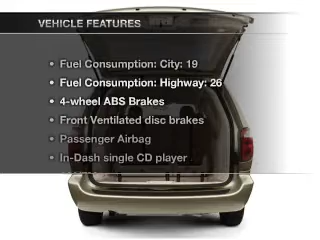 VEHICLE FEATURES
• Fuel Consumption: City: 19
• Fuel Consumption: Highway: 26
• 4-wheel ABS Brakes
• Front Ventilated disc brakes
• Passenger Airbag
• In-Dash single CD player